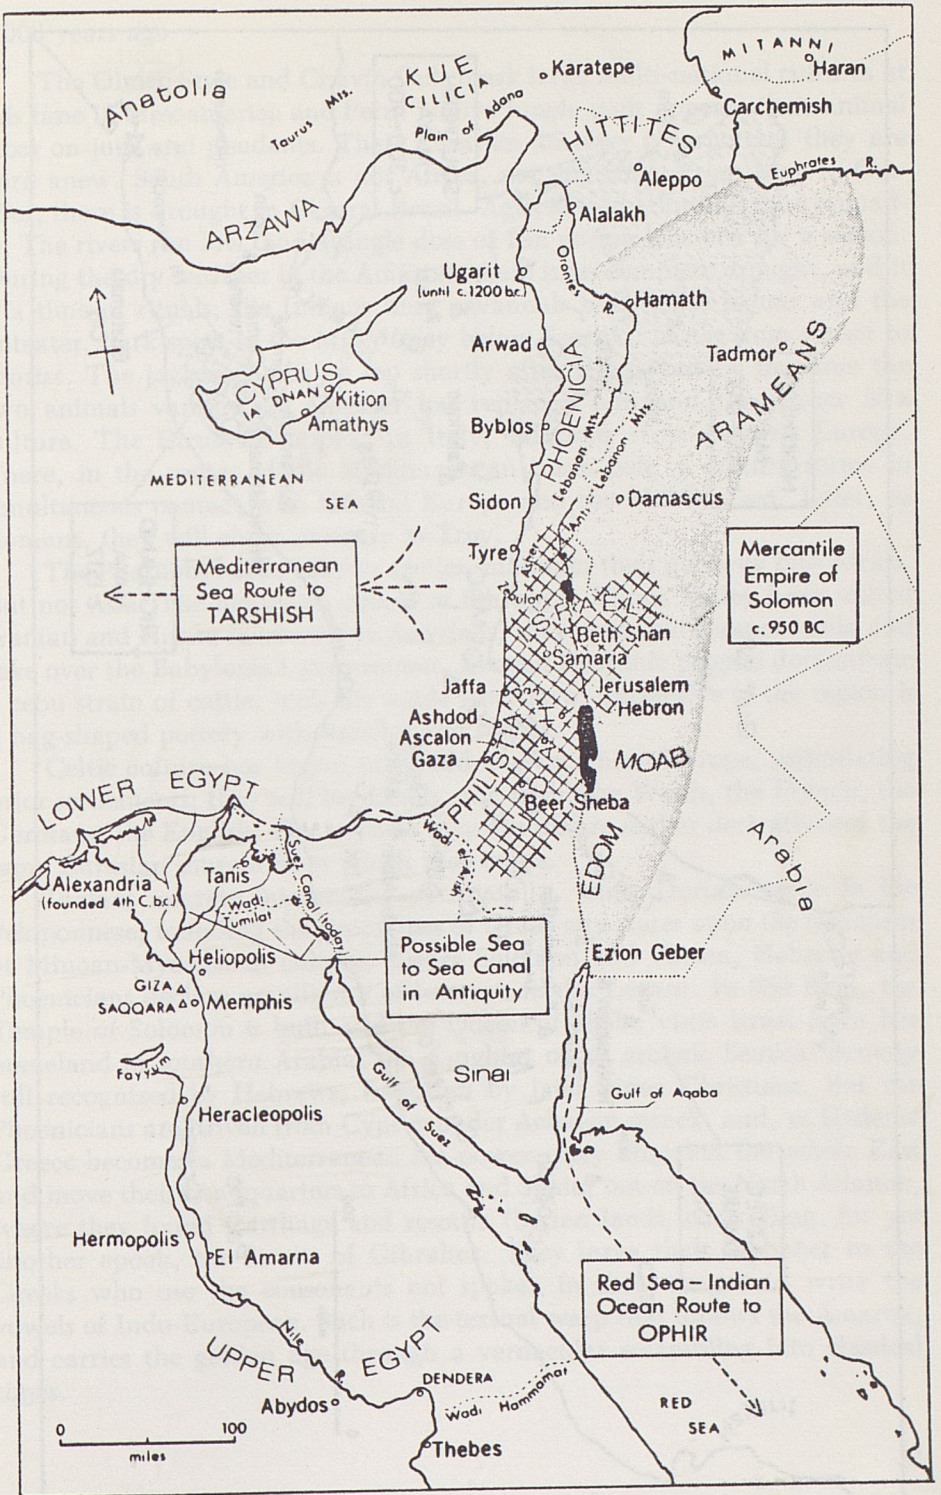 MITANNI
Haran
KUE
CILICIA
Karatepe
Anatolia
Taurus Mts.
Plain of Adana
Carchemish
HITTITES
Euphrates R.
Aleppo
ARZAWA
Alalakh
Ugarit
(until c.1200 b.c.)
Orontes R.
Hamath
Arwad
Tadmor
ARAMEANS
CYPRUS
IA DNAN
Kition
Amathys
PHOENICIA
Byblos
Lebanon Mts.
Anti-Lebanon Mts.
MEDITERRANEAN
SEA
Sidon
Damascus
Tyre
Asher
Mediterranean
Sea Route to
TARSHISH
Mercantile
Empire of
Solomon
c.950 BC
ISRAEL
Beth Shan
Samaria
Jaffa
Dan
Jerusalem
Hebron
Ashdod
Ascalon
Gaza
PHILISTIA
JUDAH
MOAB
Beer Sheba
LOWER EGYPT
Wadi el Arish
EDOM
Arabia
Alexandria
(founded 4th C. b.c.)
Tanis
Wadi
Tumilat
Suez Canal (today)
Heliopolis
Possible Sea
to Sea Canal
in Antiquity
Ezion Geber
GIZA
SAQQARA
Memphis
Sinai
Fayyum
Gulf of Suez
Gulf of Aqaba
Heracleopolis
Hermopolis
El Amarna
Red Sea – Indian
Ocean Route to
OPHIR
Nile R.
UPPER EGYPT
DENDERA
Wadi Hammamat
Abydos
RED
SEA
Thebes
0 100
miles